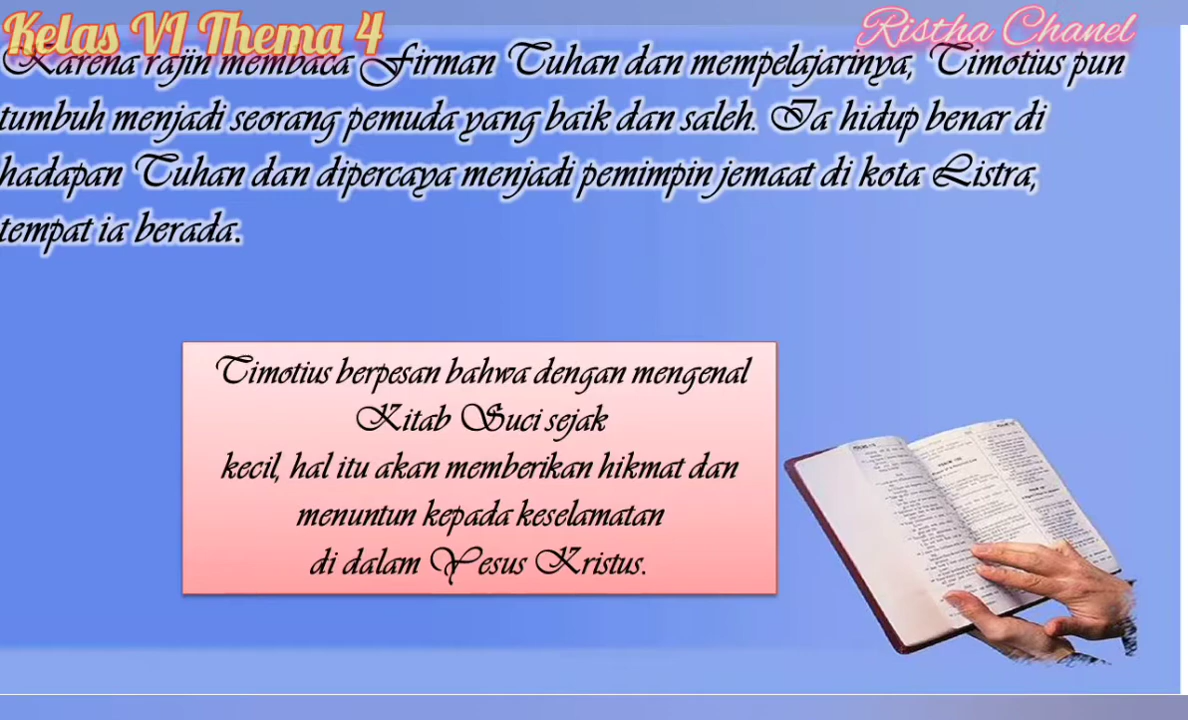 Kelas VI Thema 4
Ristha Chanel
Karena rajin membaca Firman Tuhan dan mempelajarinya, Timotius pun
tumbuh menjadi seorang pemuda yang baik dan saleh. Ia hidup benar di
hadapan Tuhan dan dipercaya menjadi pemimpin jemaat di kota Listra,
tempat ia berada.
Timotius berpesan bahwa dengan mengenal
Kitab Suci sejak
kecil, hal itu akan memberikan hikmat dan
menuntun kepada keselamatan
di dalam Yesus Kristus.